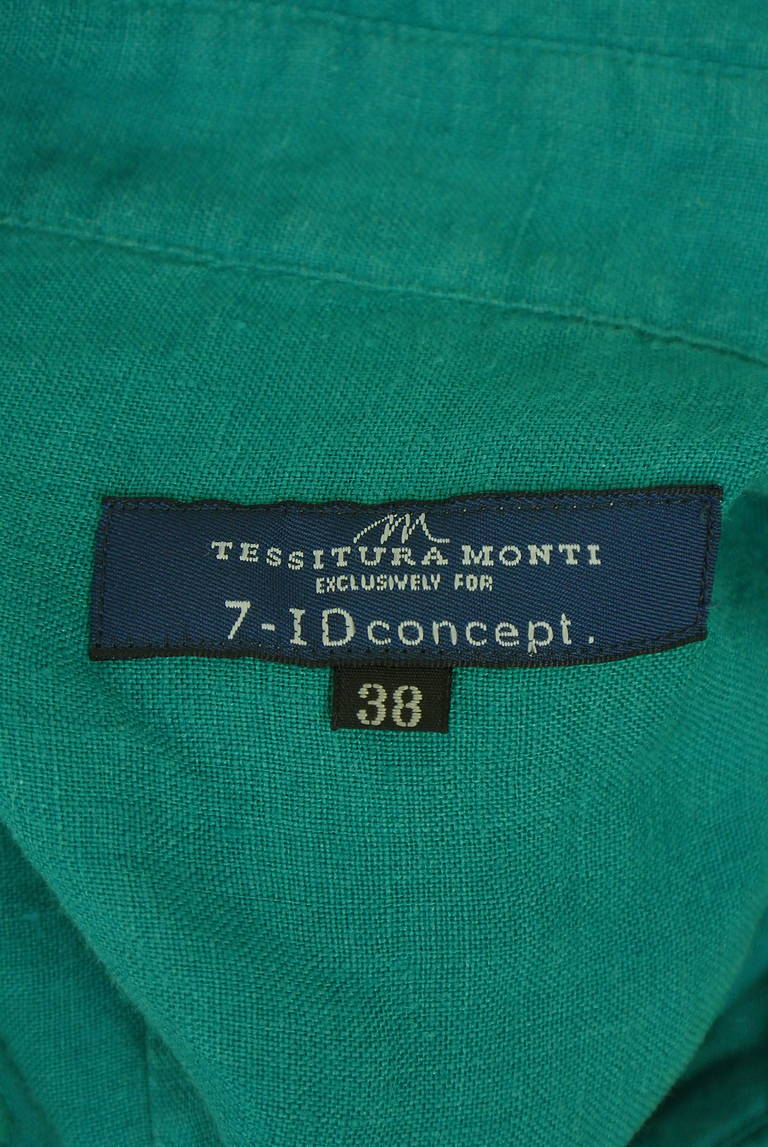 M
TESSITURA MONTI
EXCLUSIVELY FOR
7-IDconcept.
38